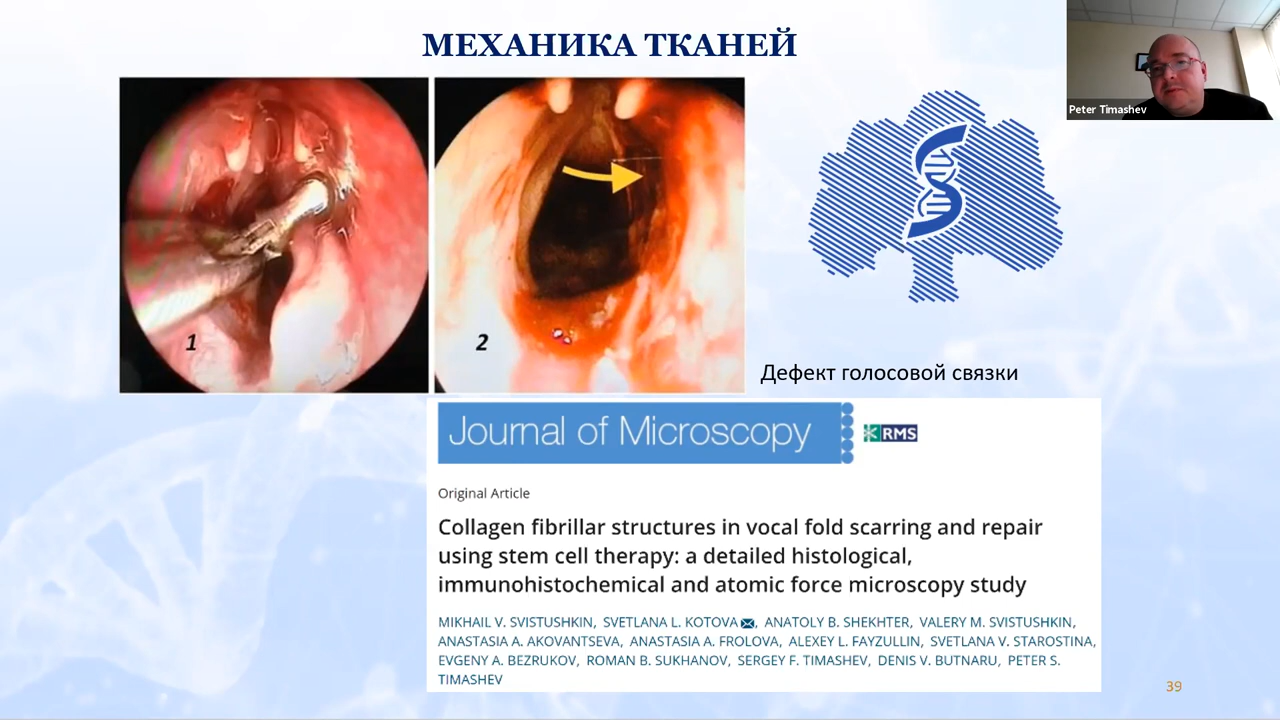 МЕХАНИКА ТКАНЕЙ
Peter Timashev
1
2
Дефект голосовой связки
Journal of Microscopy
RMS
Original Article
Collagen fibrillar structures in vocal fold scarring and repair
using stem cell therapy: a detailed histological,
immunohistochemical and atomic force microscopy study
MIKHAIL V. SVISTUSHKIN, SVETLANA L. KOTOVA, ANATOLY B. SHEKHTER, VALERY M. SVISTUSHKIN,
ANASTASIA A. AKOVANTSEVA, ANASTASIA A. FROLOVA, ALEXEY L. FAYZULLIN, SVETLANA V. STAROSTINA,
EVGENY A. BEZRUKOV, ROMAN B. SUKHANOV, SERGEY F. TIMASHEV, DENIS V. BUTNARU, PETER S.
TIMASHEV
39